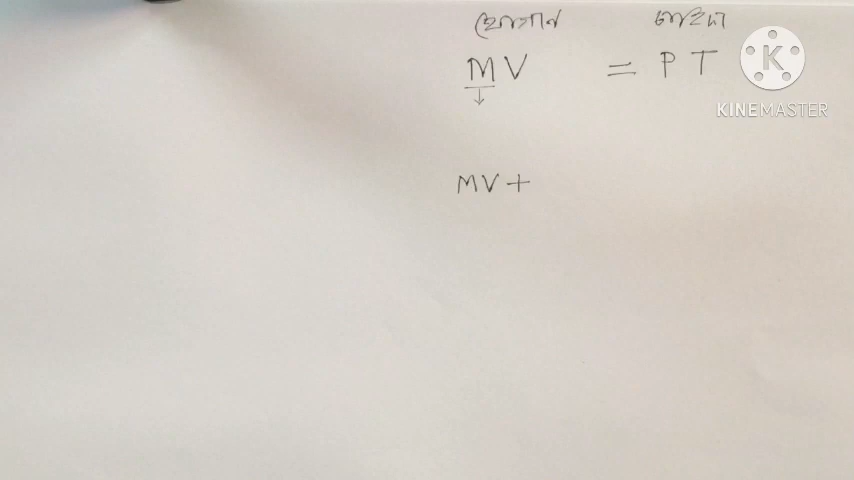 যোগান চাহিদা
MV = PT
MV +
KINEMASTER